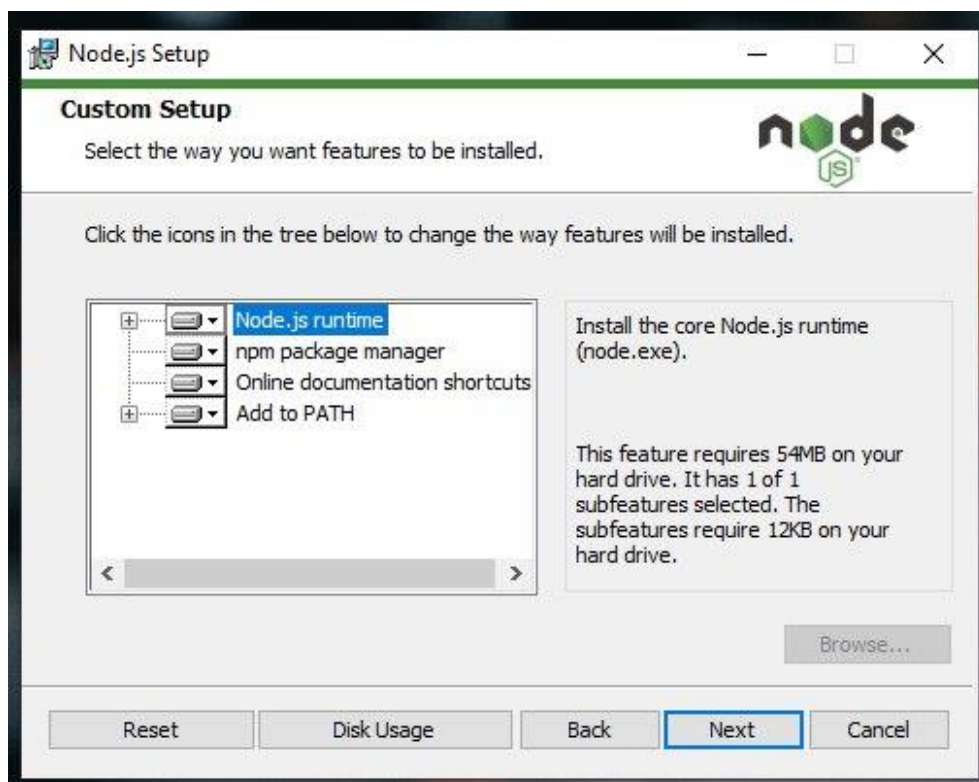 Node.js Setup
Custom Setup
Select the way you want features to be installed.
node
JS
Click the icons in the tree below to change the way features will be installed.
Node.js runtime
npm package manager
Online documentation shortcuts
Add to PATH
Install the core Node.js runtime
(node.exe).
This feature requires 54MB on your
hard drive. It has 1 of 1
subfeatures selected. The
subfeatures require 12KB on your
hard drive.
Browse...
Reset
Disk Usage
Back
Next
Cancel